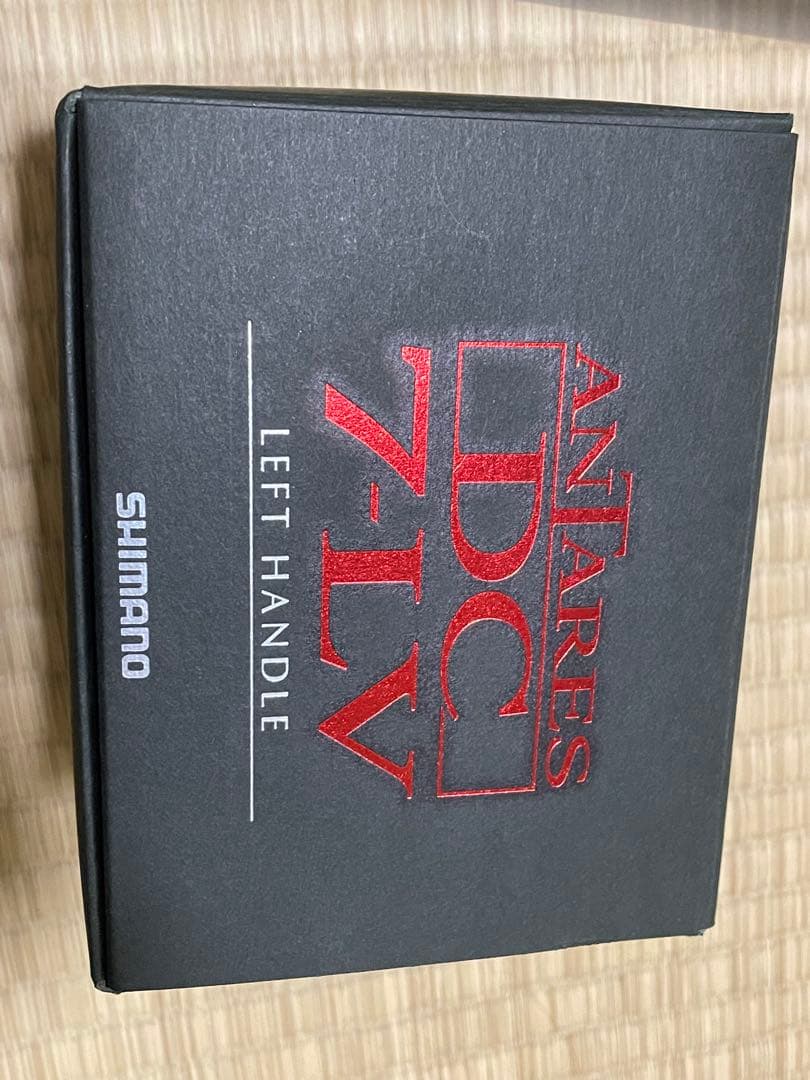 ANTARES
DC
7-LV
LEFT HANDLE
SHIMANO